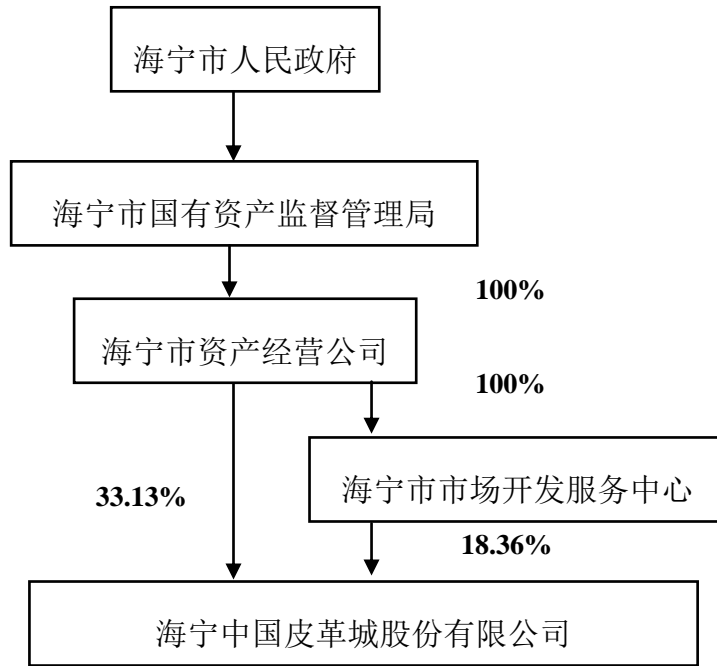 海宁市人民政府
海宁市国有资产监督管理局
100%
海宁市资产经营公司
100%
33.13%
海宁市市场开发服务中心
18.36%
海宁中国皮革城股份有限公司